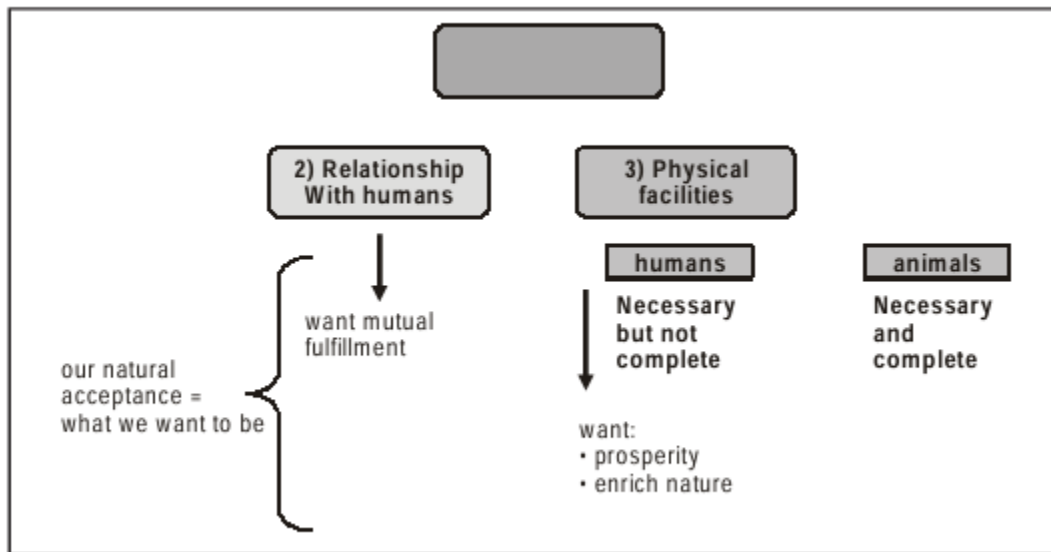 2) Relationship
With humans
3) Physical
facilities
humans
animals
want mutual
fulfillment
Necessary
but not
complete
Necessary
and
complete
our natural
acceptance =
what we want to be
want:
• prosperity
• enrich nature